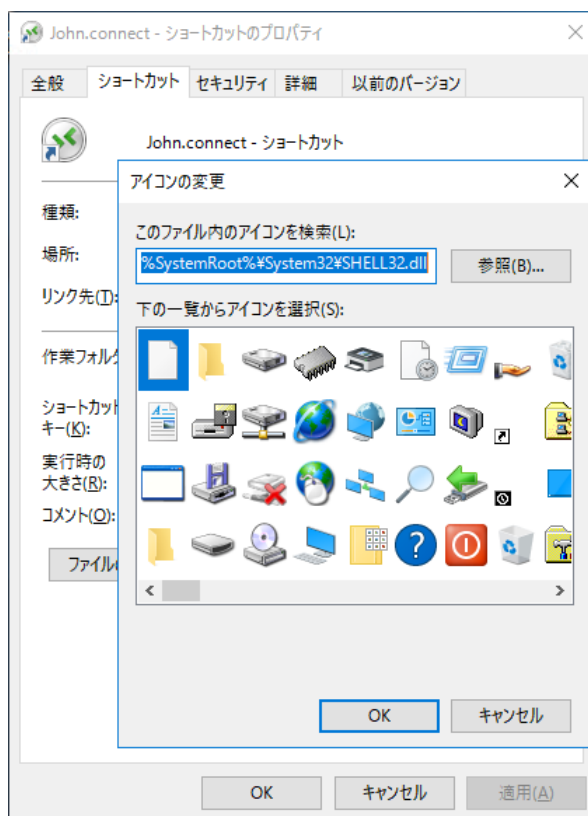 John.connect - ショートカットのプロパティ
全般 ショートカット セキュリティ 詳細 以前のバージョン
John.connect - ショートカット
アイコンの変更
種類:
このファイル内のアイコンを検索(L):
場所:
%SystemRoot%¥System32¥SHELL32.dll 参照(B)...
リンク先(T):
下の一覧からアイコンを選択(S):
作業フォルダ
ショートカット
キー(K):
実行時の
大きさ(R):
コメント(O):
ファイル
OK キャンセル
OK キャンセル 適用(A)